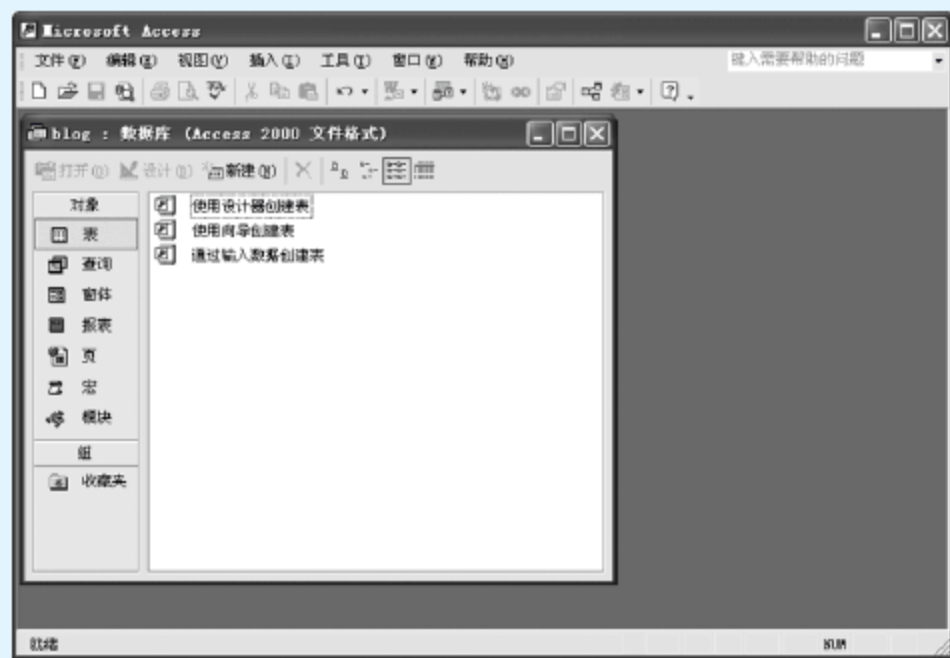 Microsoft Access
文件(F) 编辑(E) 视图(V) 插入(I) 工具(T) 窗口(W) 帮助(H) 键入需要帮助的问题
blog : 数据库 (Access 2000 文件格式)
打开(O) 设计(D) 新建(N)
对象
表
查询
窗体
报表
页
宏
模块
组
收藏夹
使用设计器创建表
使用向导创建表
通过输入数据创建表
就绪 NUM